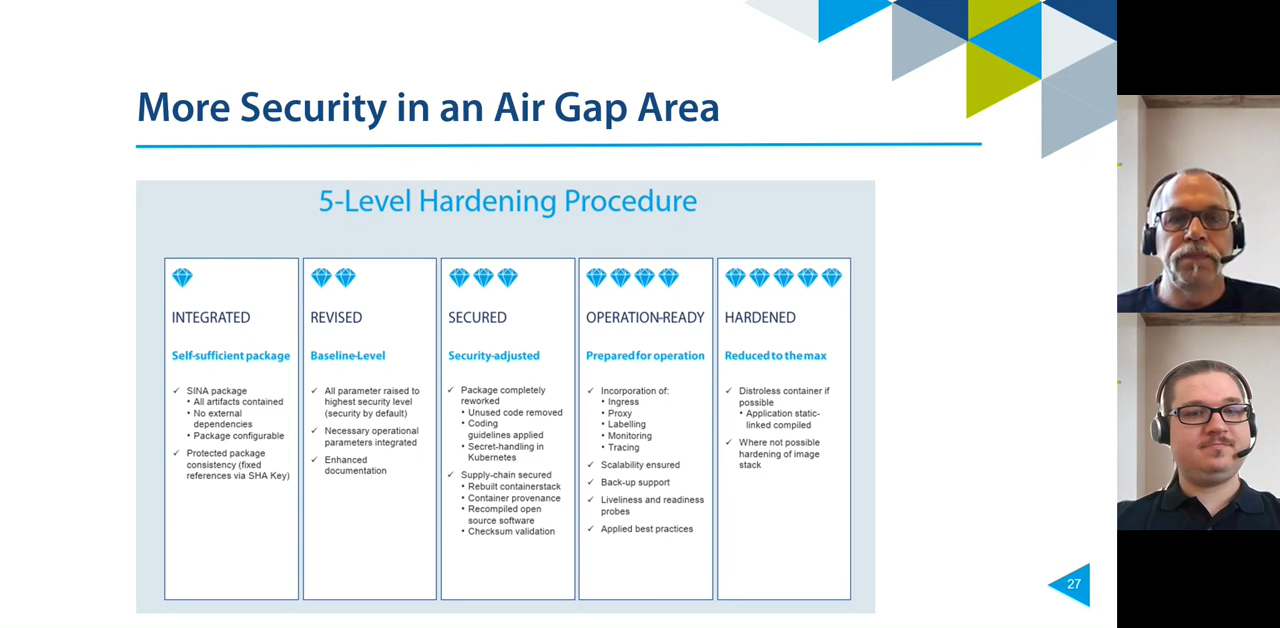 More Security in an Air Gap Area
5-Level Hardening Procedure
INTEGRATED
Self-sufficient package
✓ SINA package
• All artifacts contained
• No external
dependencies
• Package configurable
✓ Protected package
consistency (fixed
references via SHA Key)
REVISED
Baseline-Level
✓ All parameter raised to
highest security level
(security by default)
✓ Necessary operational
parameters integrated
✓ Enhanced
documentation
SECURED
Security-adjusted
✓ Package completely
reworked
• Unused code removed
• Coding
guidelines applied
• Secret-handling in
Kubernetes
✓ Supply-chain secured
• Rebuilt containerstack
• Container provenance
• Recompiled open
source software
• Checksum validation
OPERATION-READY
Prepared for operation
✓ Incorporation of:
• Ingress
• Proxy
• Labelling
• Monitoring
• Tracing
✓ Scalability ensured
✓ Back-up support
✓ Liveliness and readiness
probes
✓ Applied best practices
HARDENED
Reduced to the max
✓ Distroless container if
possible
• Application static-
linked compiled
✓ Where not possible
hardening of image
stack
27